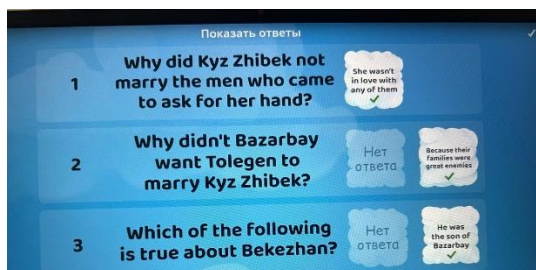 Показать ответы
1
Why did Kyz Zhibek not
marry the men who came
to ask for her hand?
She wasn't
in love with
any of them
2
Why didn't Bazarbay
want Tolegen to
marry Kyz Zhibek?
Нет
ответа
Because their
families were
great enemies
3
Which of the following
is true about Bekezhan?
Нет
ответа
He was
the son of
Bazarbay